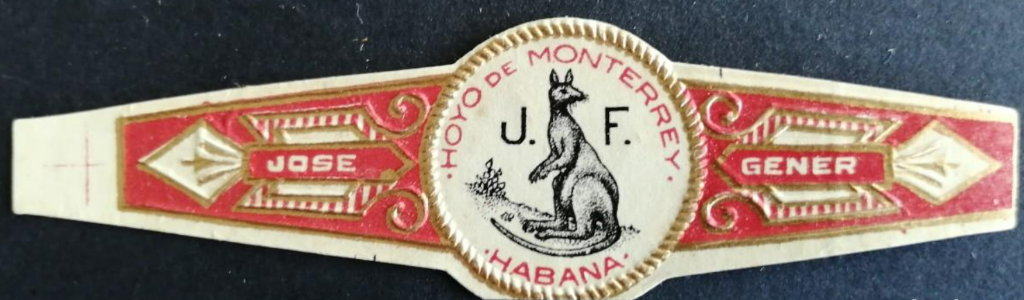 JOSE
HOYO DE MONTERREY.
J. F.
HABANA.
GENER